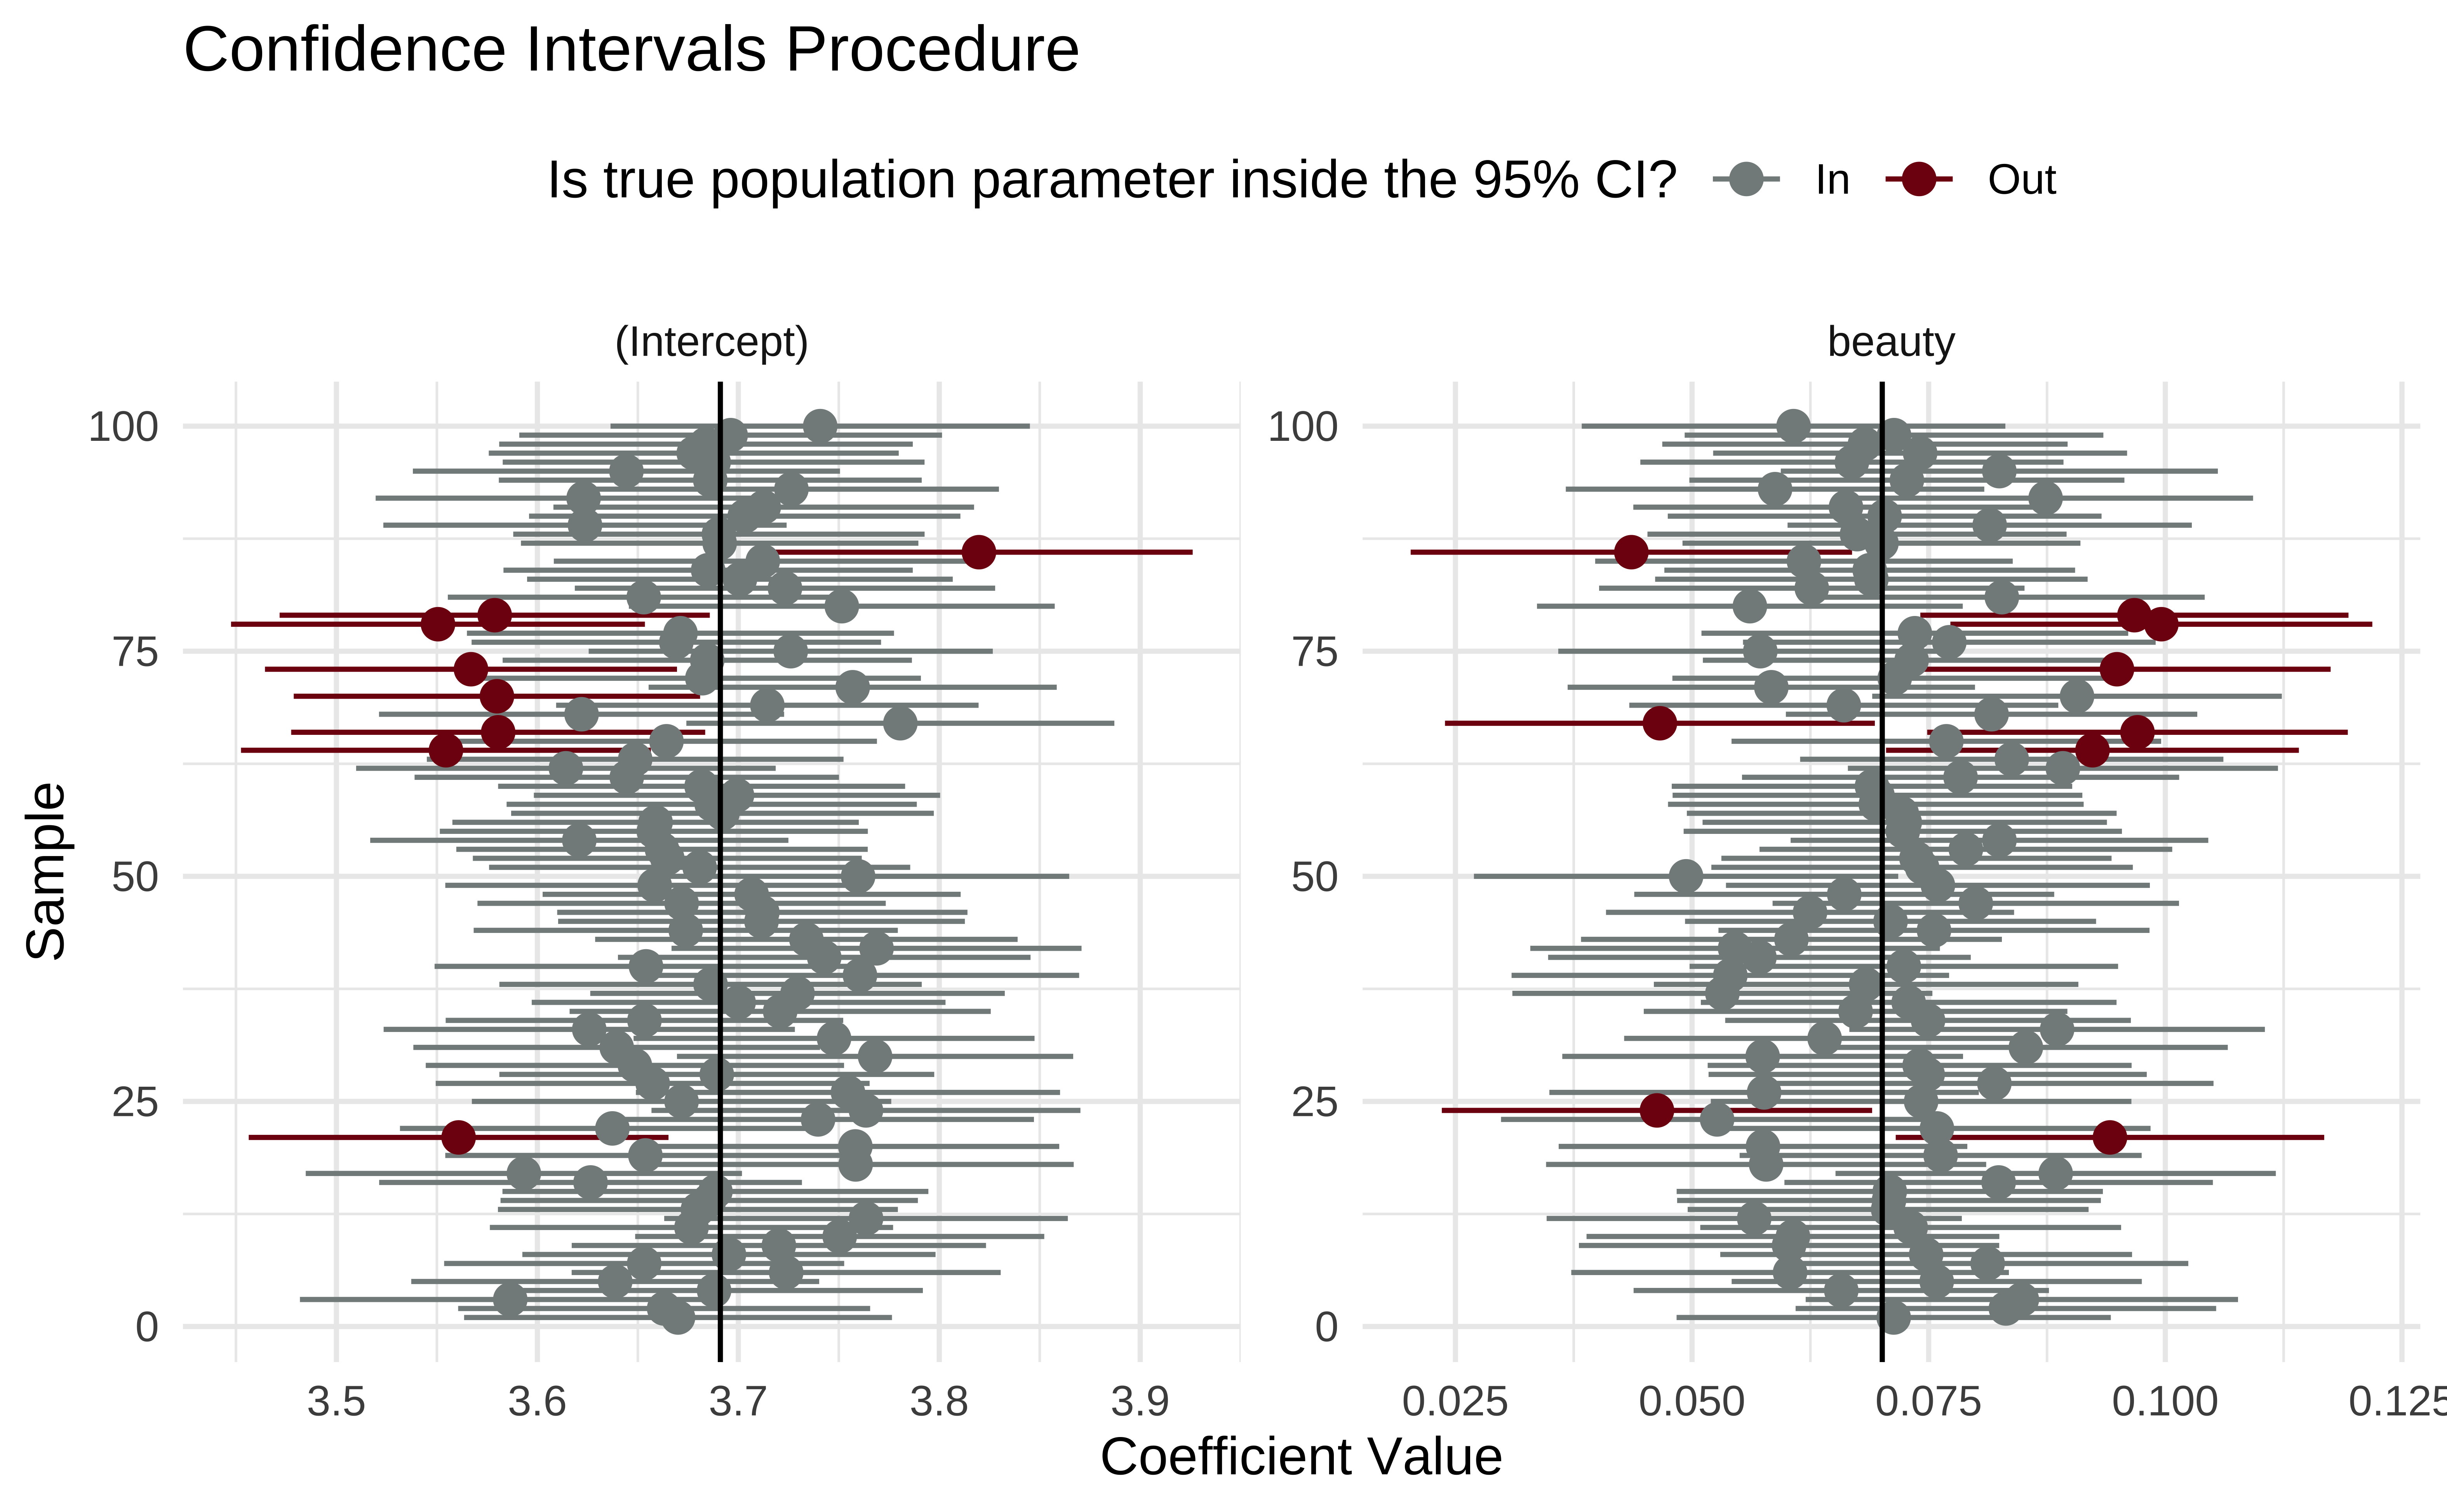 Confidence Intervals Procedure
Is true population parameter inside the 95% CI? In Out
(Intercept) beauty
100 100
75 75
50 50
25 25
0 0
Sample
3.5 3.6 3.7 3.8 3.9 0.025 0.050 0.075 0.100 0.125
Coefficient Value